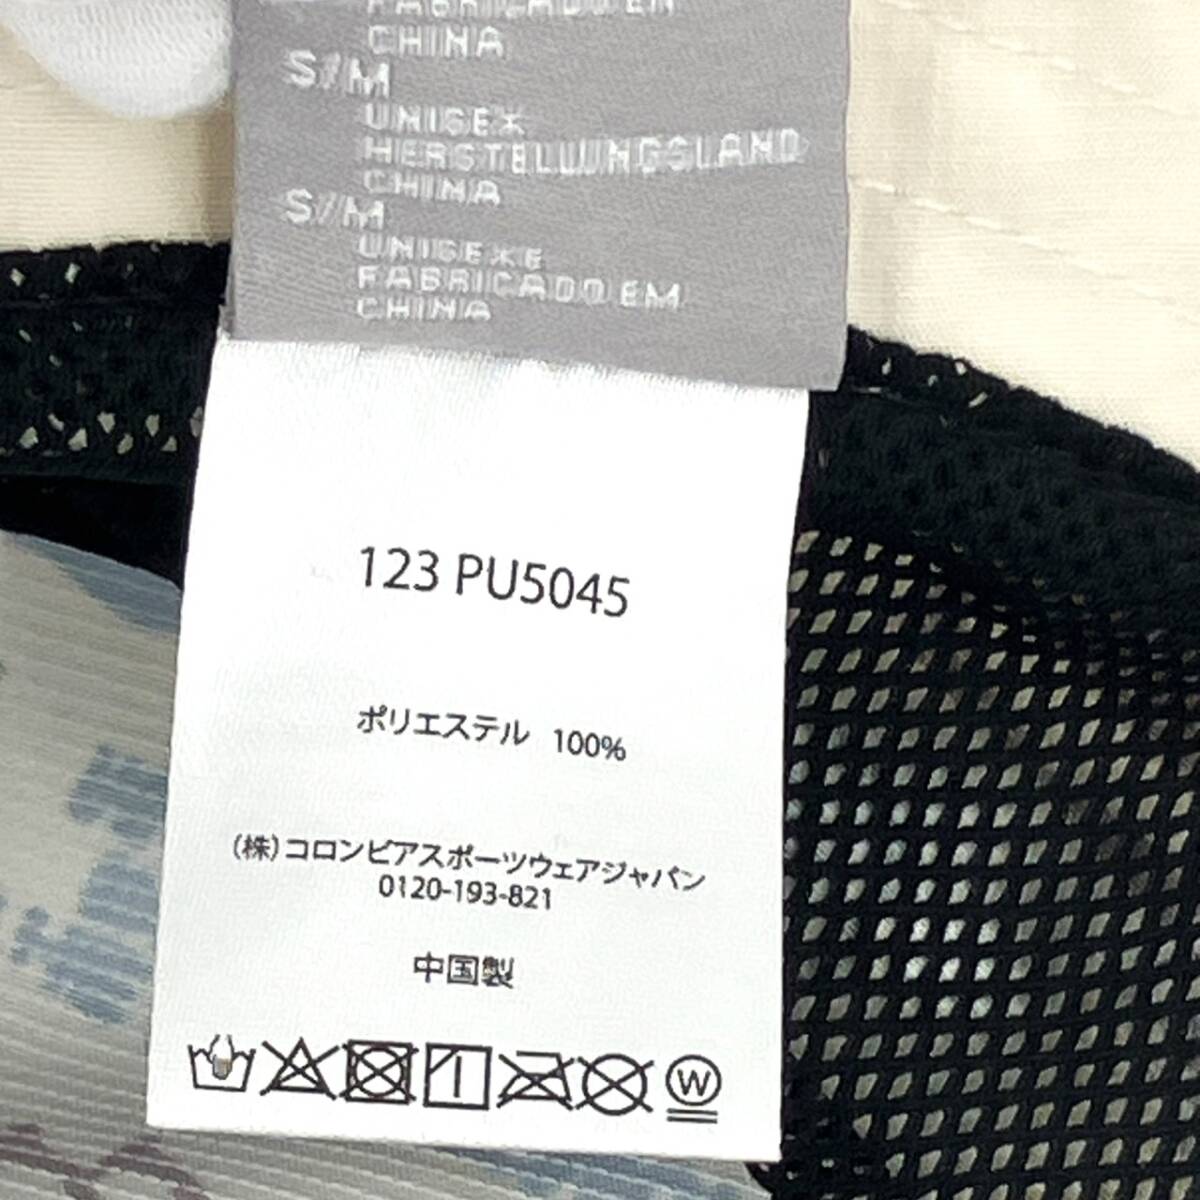 FABRICADO EN
CHINA
S/M
UNISEX
HERSTELLUNGSLAND
CHINA
S/M
UNISEXE
FABRICADO EM
CHINA
123 PU5045
ポリエステル 100%
(株)コロンビアスポーツウェアジャパン
0120-193-821
中国製
W